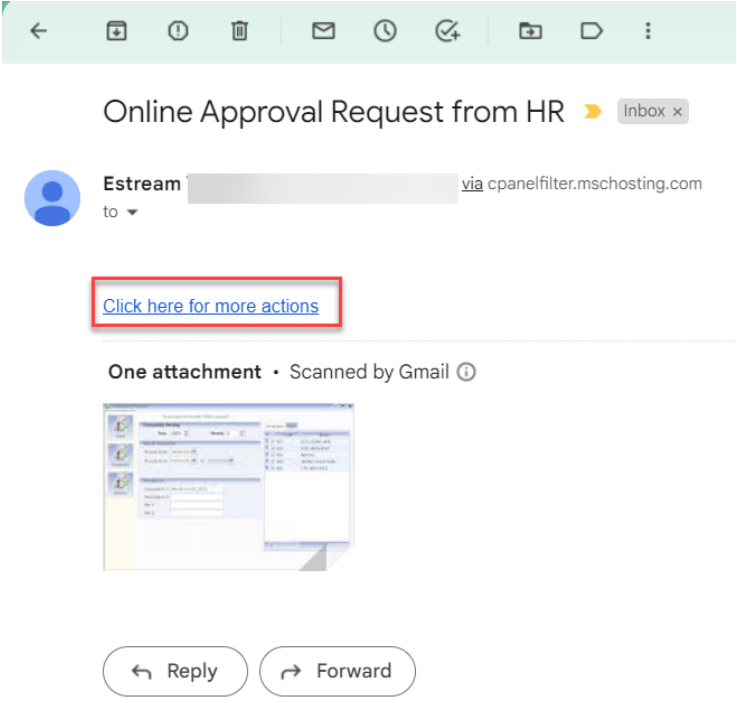 Online Approval Request from HR Inbox ×
Estream via cpanelfilter.mschosting.com
to
Click here for more actions
One attachment • Scanned by Gmail
Reply Forward